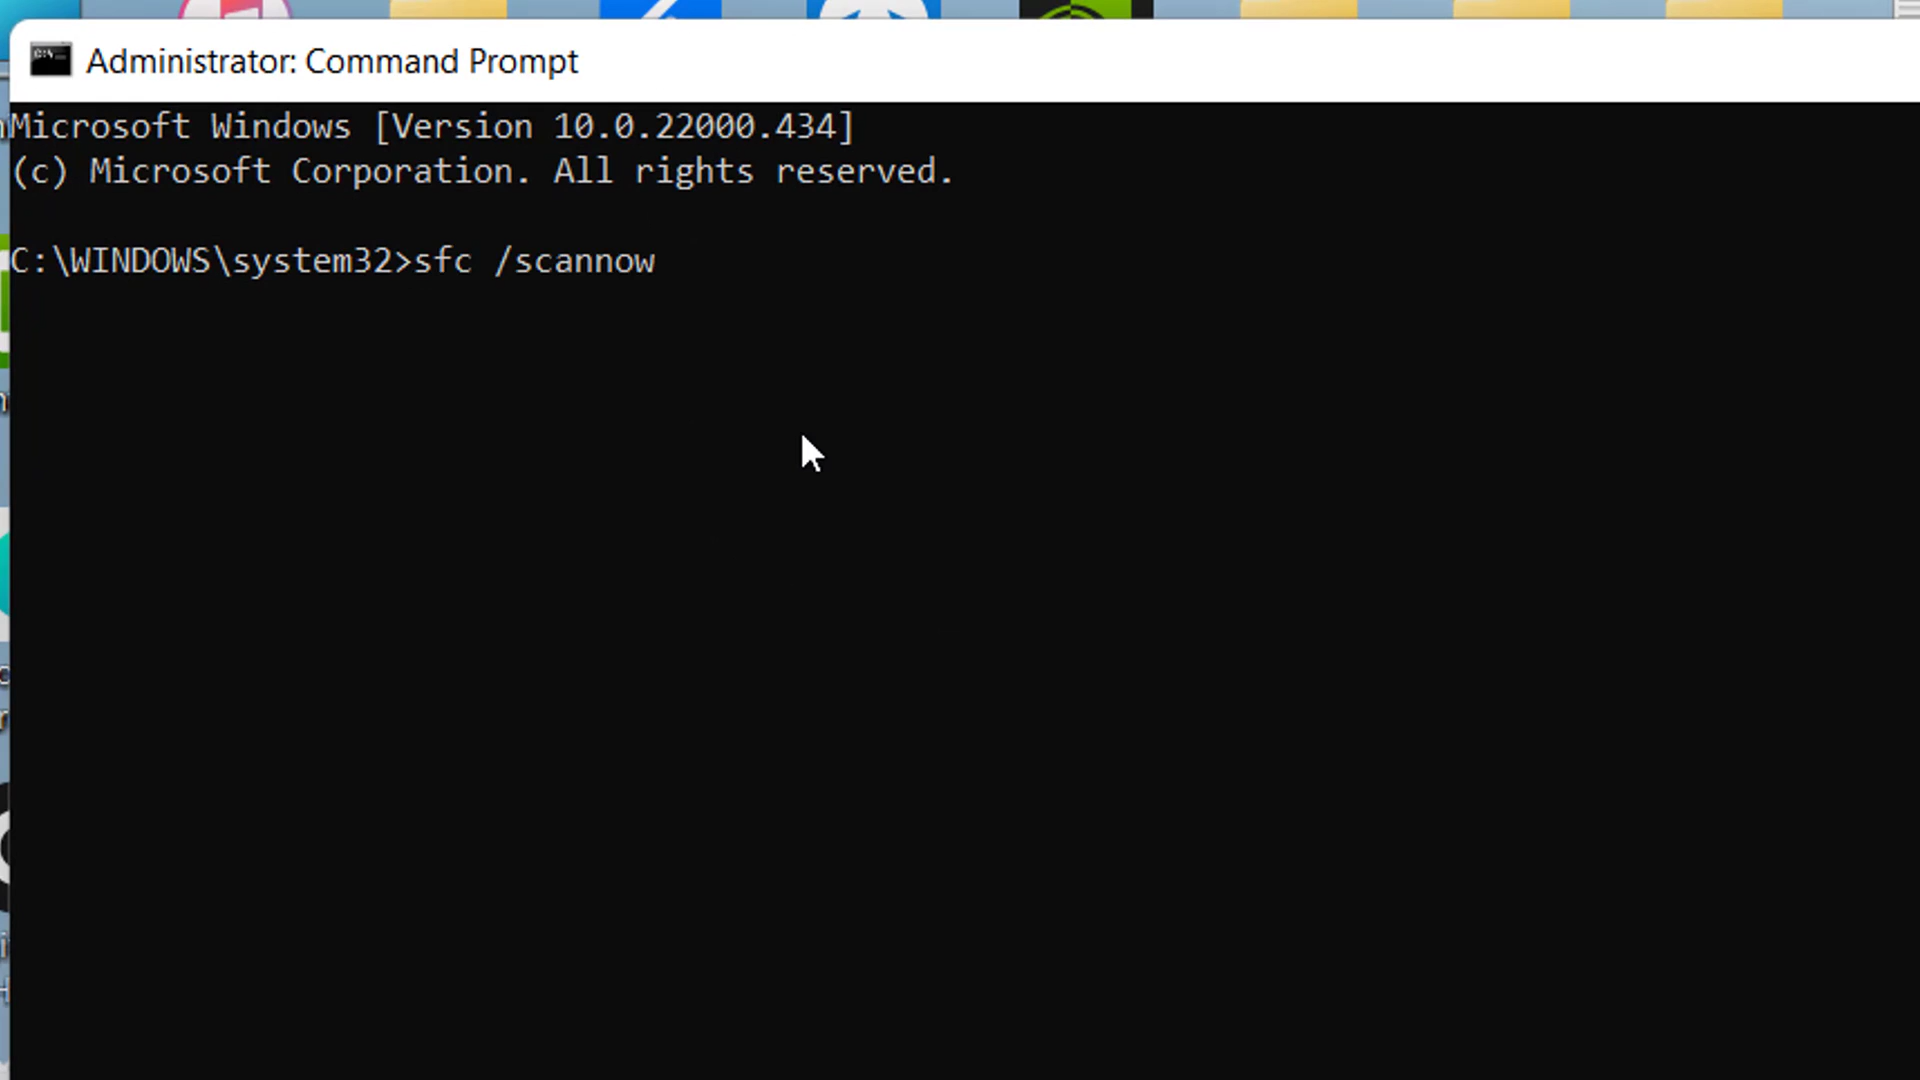 Administrator: Command Prompt
Microsoft Windows [Version 10.0.22000.434]
(c) Microsoft Corporation. All rights reserved.
C:\WINDOWS\system32>sfc /scannow